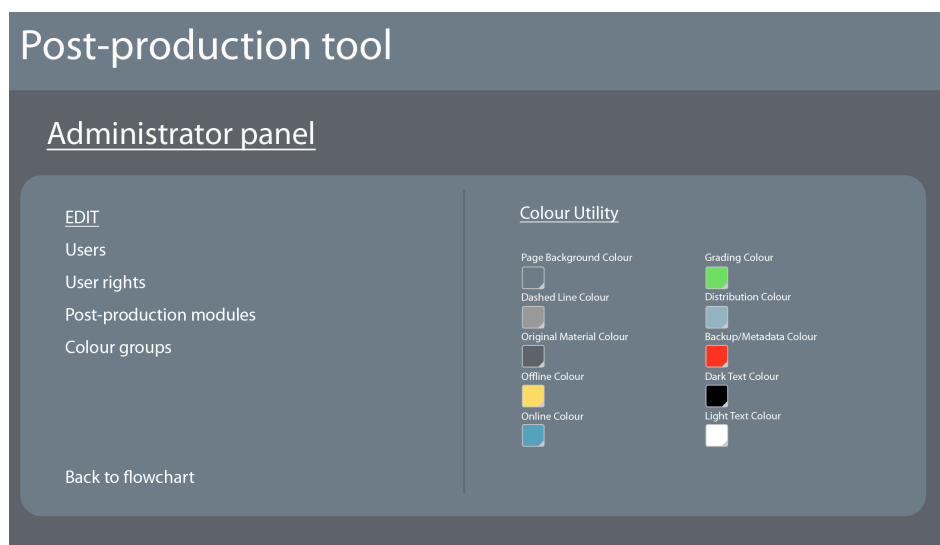 Post-production tool
Administrator panel
EDIT
Users
User rights
Post-production modules
Colour groups
Back to flowchart
Colour Utility
Page Background Colour
Dashed Line Colour
Original Material Colour
Offline Colour
Online Colour
Grading Colour
Distribution Colour
Backup/Metadata Colour
Dark Text Colour
Light Text Colour